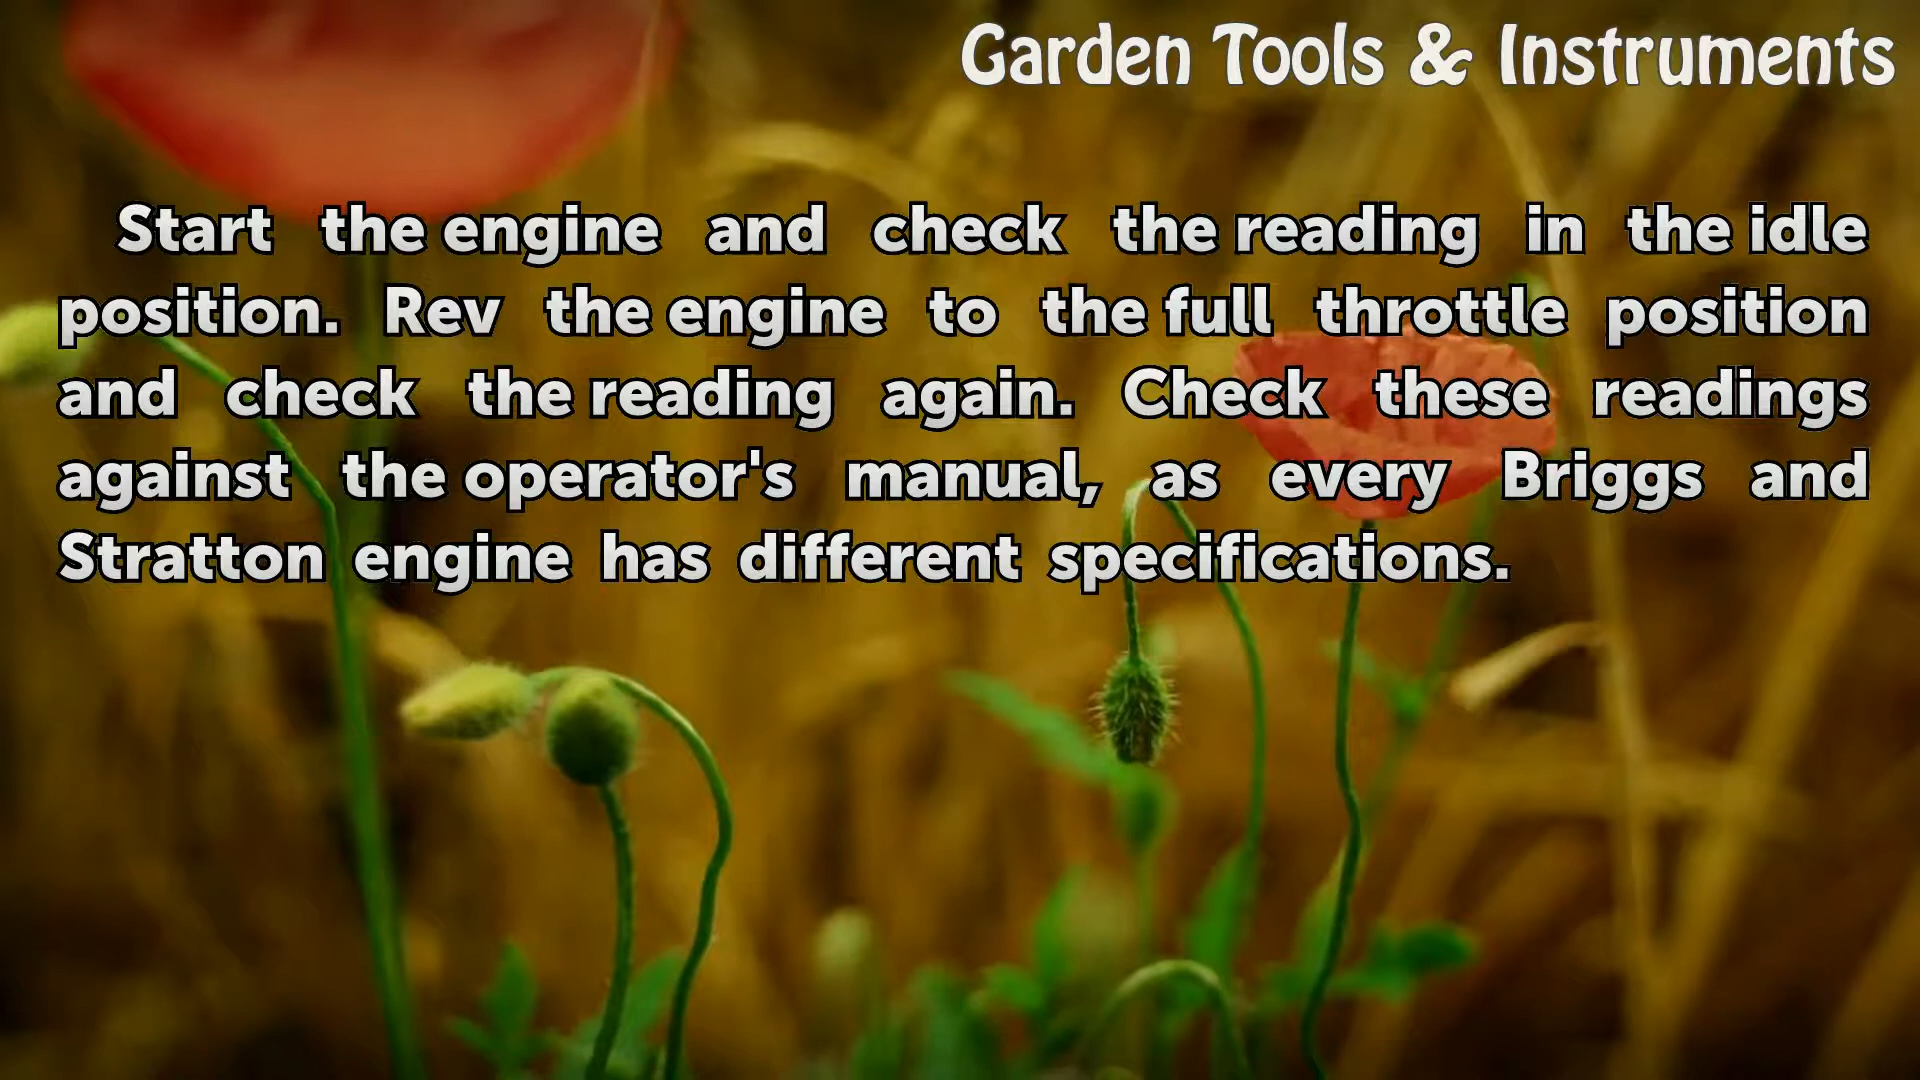 Garden Tools & Instruments
Start the engine and check the reading in the idle
position. Rev the engine to the full throttle position
and check the reading again. Check these readings
against the operator's manual, as every Briggs and
Stratton engine has different specifications.